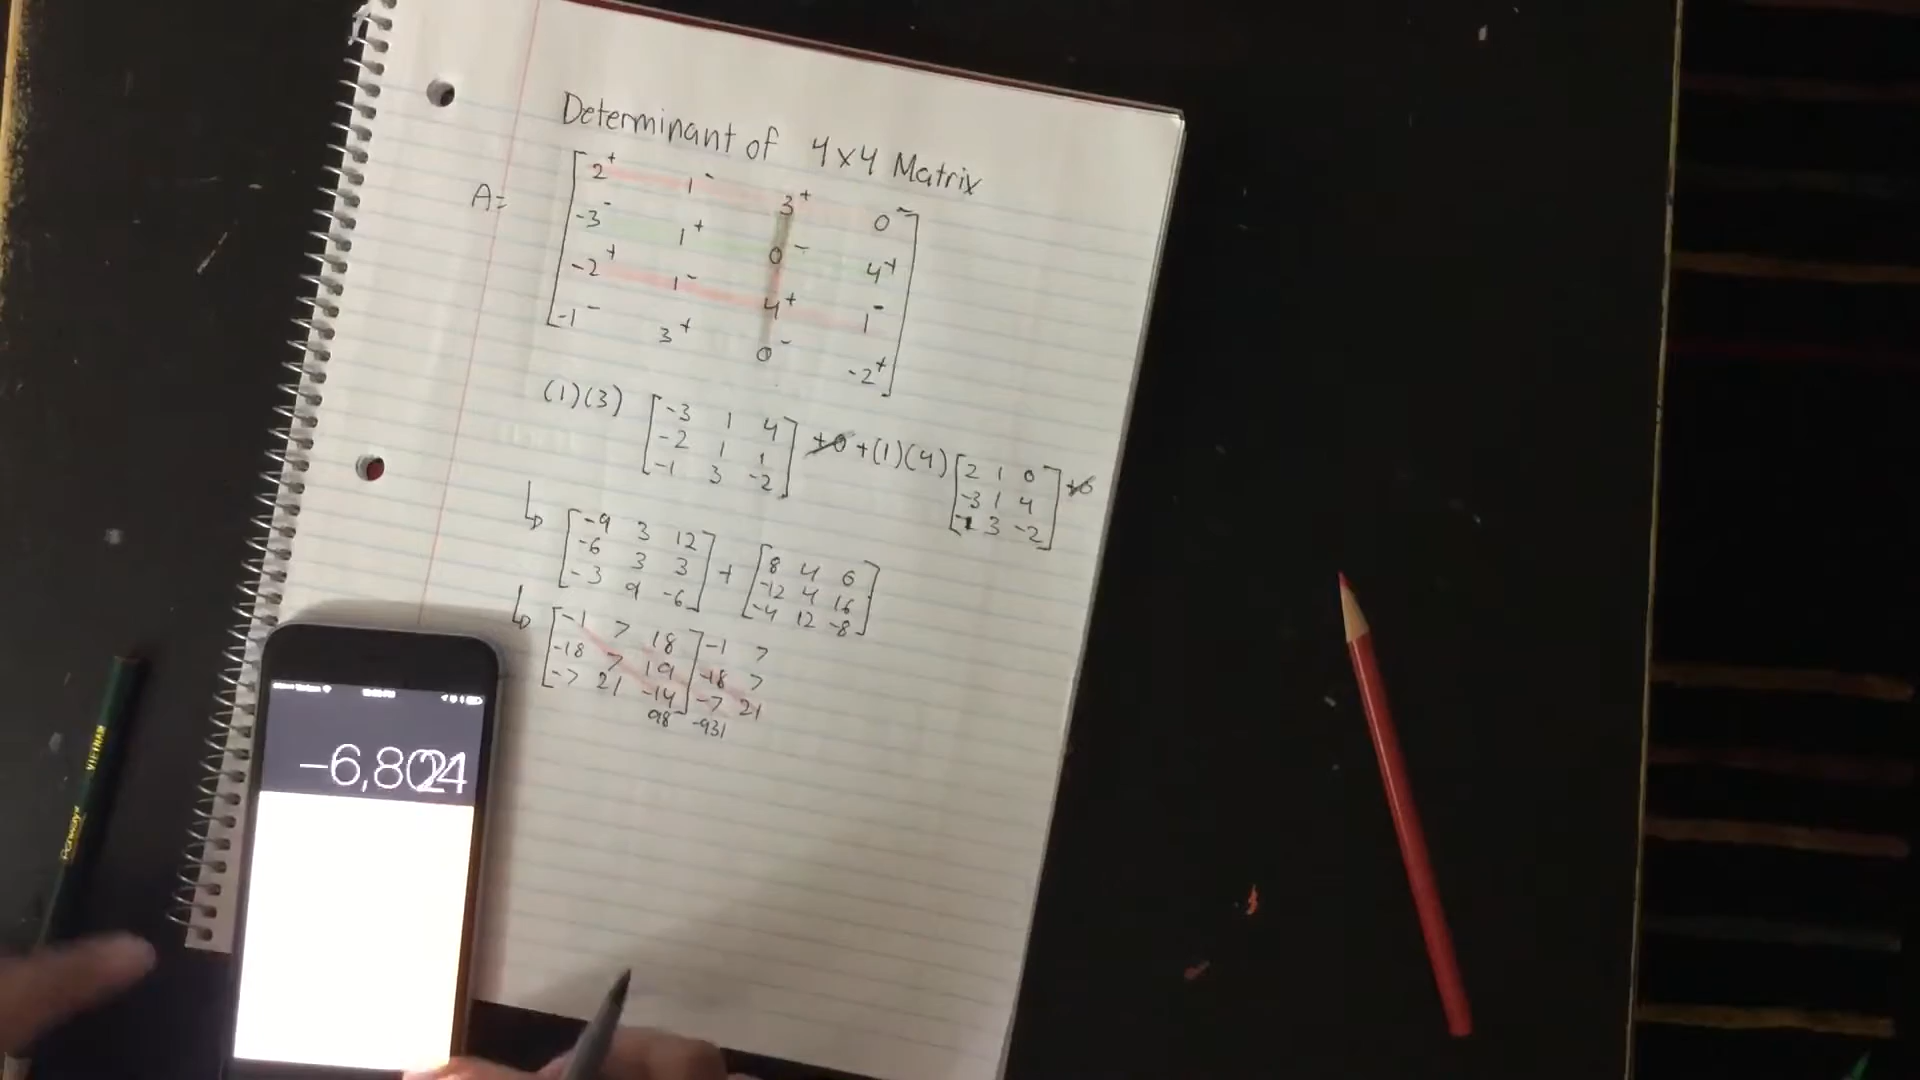 Determinant of 4x4 Matrix
A=
2+ 1- 3+ 0-
-3- 1+ 0- 4+
-2+ 1- 4+ 1-
-1- 3+ 0- -2+
(1)(3) [-3 1 4] +0 +(1)(4) [2 1 0] +0
-2 1 1 -3 1 4
-1 3 -2 -1 3 -2
[-9 3 12] + [8 4 6]
-6 3 3 -12 4 16
-3 9 -6 -4 12 -8
[-1 7 18] -1 7
-18 7 19 -18 7
-7 21 -14 -7 21
98 -931
VIETNAM